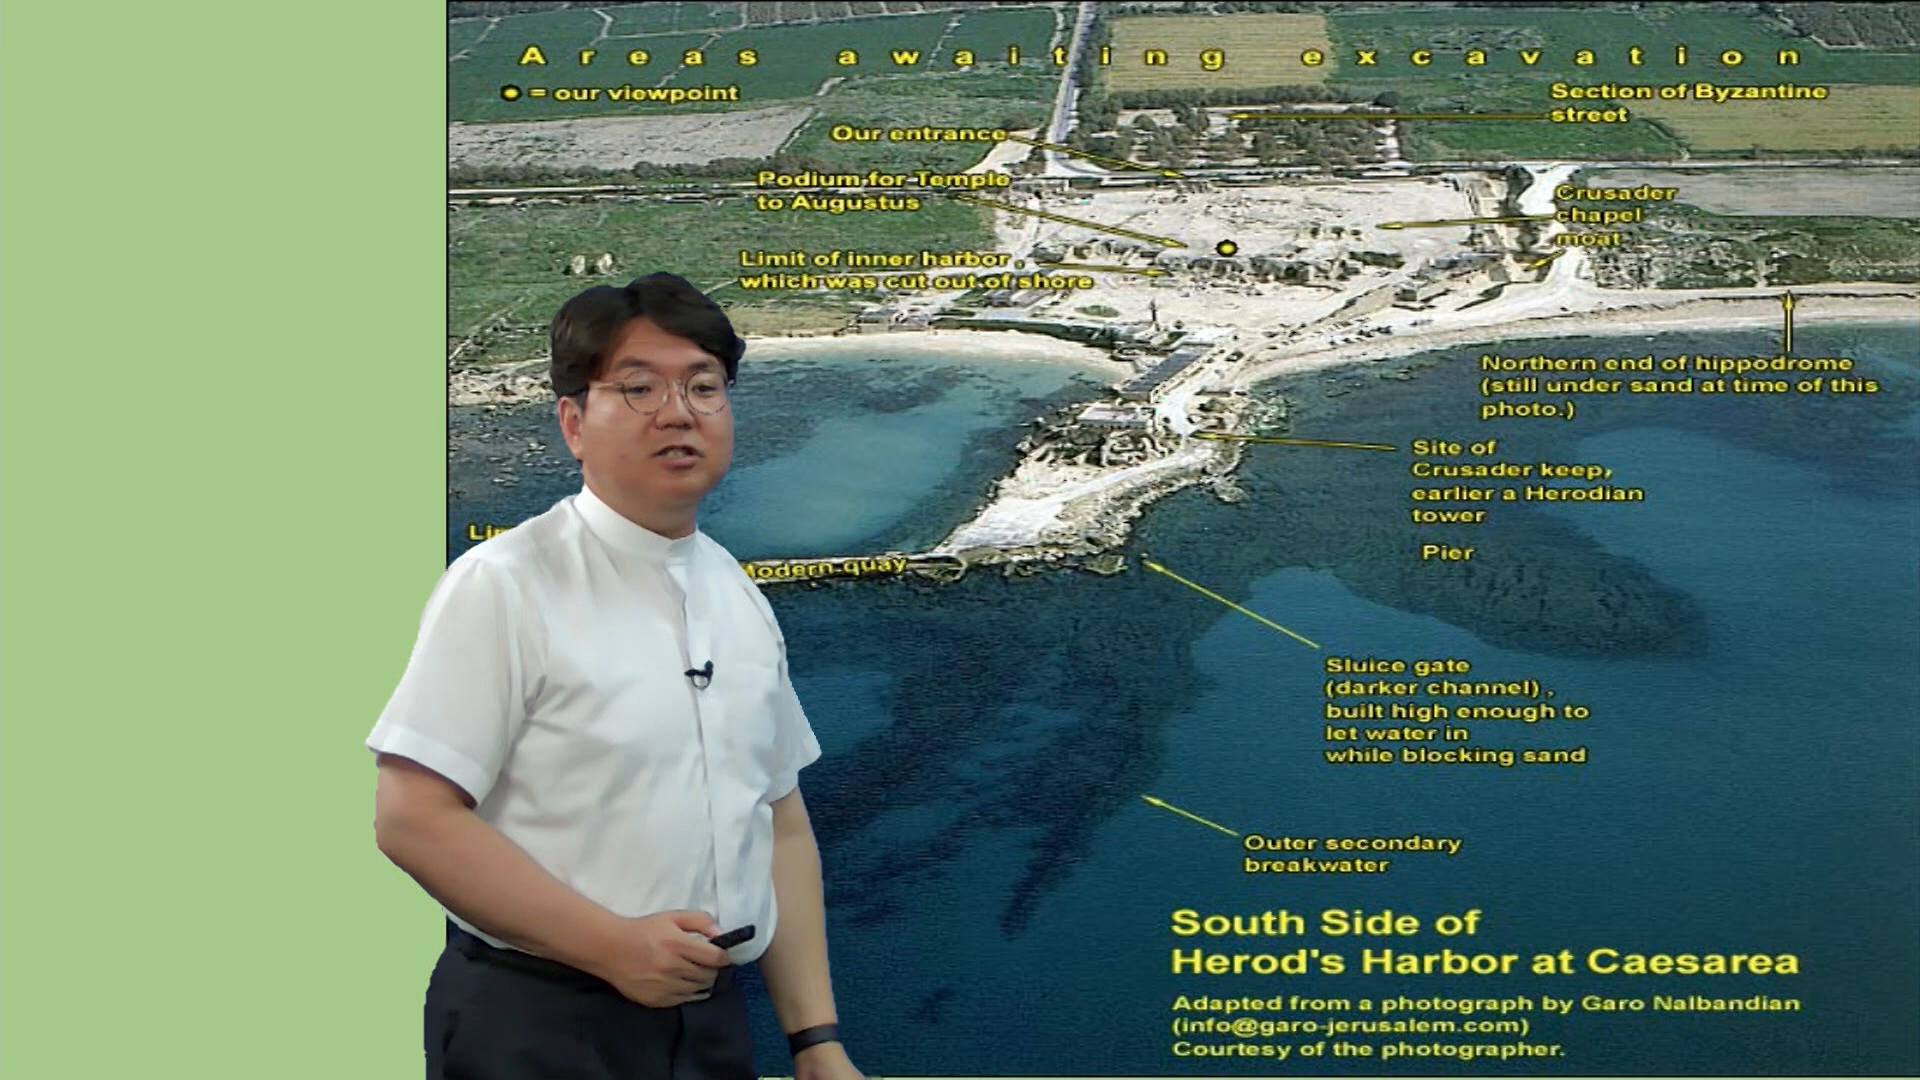 Areas awaiting excavation
= our viewpoint
Section of Byzantine
street
Our entrance
Podium for Temple
to Augustus
Crusader
chapel
moat
Limit of inner harbor,
which was cut out of shore
Northern end of hippodrome
(still under sand at time of this
photo.)
Site of
Crusader keep,
earlier a Herodian
tower
Pier
Modern quay
Sluice gate
(darker channel),
built high enough to
let water in
while blocking sand
Outer secondary
breakwater
South Side of
Herod's Harbor at Caesarea
Adapted from a photograph by Garo Nalbandian
(info@garo-jerusalem.com)
Courtesy of the photographer.